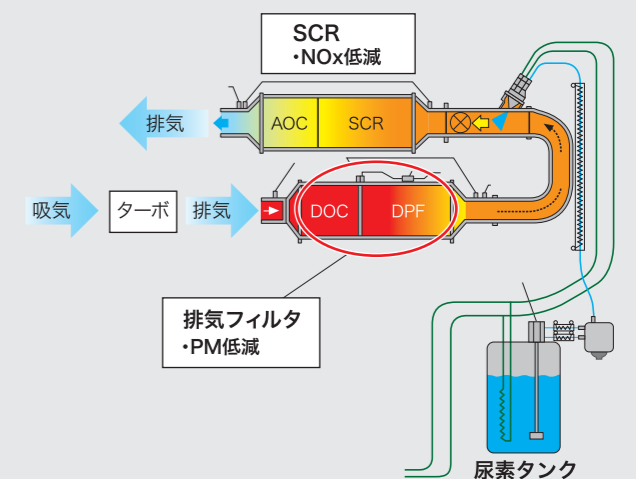 SCR
・NOx低減
排気
AOC
SCR
吸気
ターボ
排気
DOC
DPF
排気フィルタ
・PM低減
尿素タンク